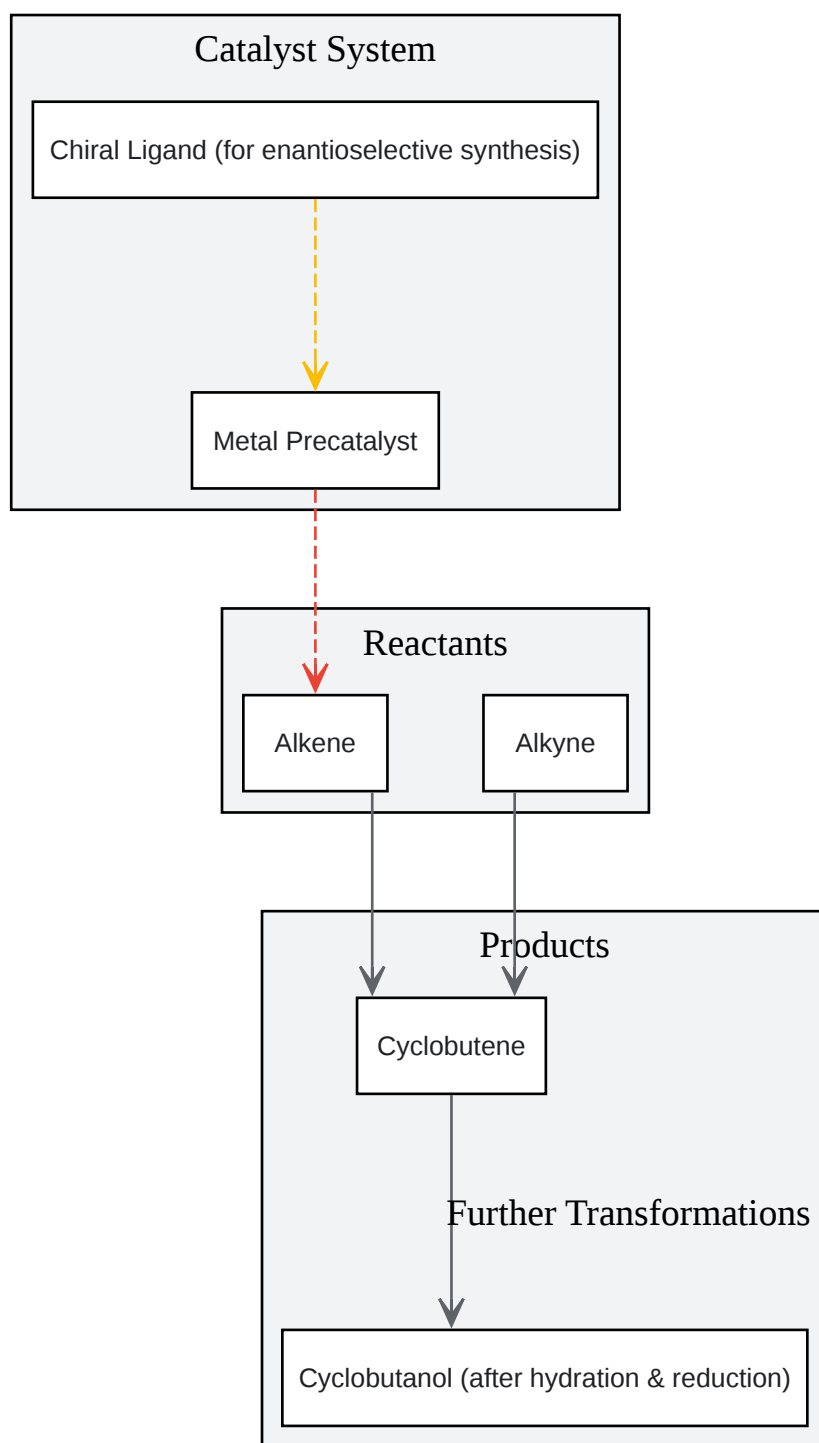 Catalyst System
Chiral Ligand (for enantioselective synthesis)
Metal Precatalyst
Reactants
Alkene
Alkyne
Products
Cyclobutene
Further Transformations
Cyclobutanol (after hydration & reduction)